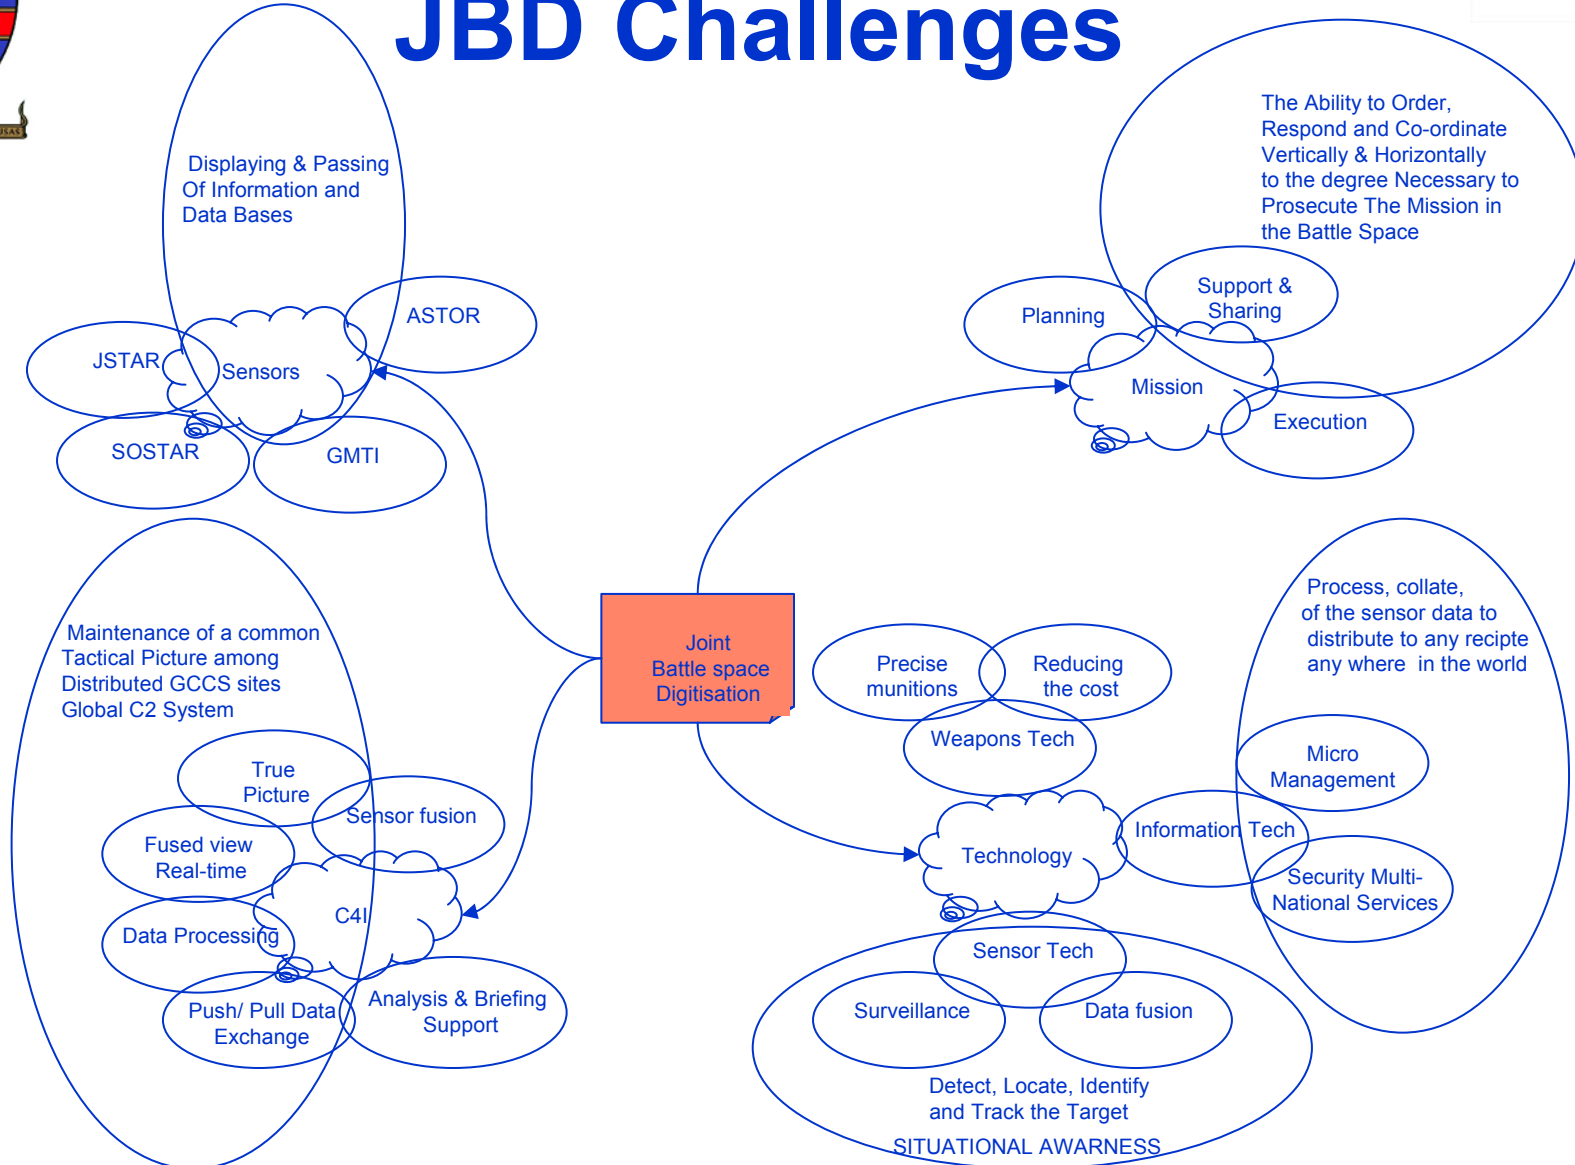 JBD Challenges
Displaying & Passing
Of Information and
Data Bases
ASTOR
JSTAR
Sensors
SOSTAR
GMTI
The Ability to Order,
Respond and Co-ordinate
Vertically & Horizontally
to the degree Necessary to
Prosecute The Mission in
the Battle Space
Support &
Sharing
Planning
Mission
Execution
Maintenance of a common
Tactical Picture among
Distributed GCCS sites
Global C2 System
True
Picture
Sensor fusion
Fused view
Real-time
C4I
Data Processing
Push/ Pull Data
Exchange
Analysis & Briefing
Support
Joint
Battle space
Digitisation
Precise
munitions
Reducing
the cost
Weapons Tech
Technology
Information Tech
Process, collate,
of the sensor data to
distribute to any recipte
any where in the world
Micro
Management
Security Multi-
National Services
Sensor Tech
Surveillance
Data fusion
Detect, Locate, Identify
and Track the Target
SITUATIONAL AWARNESS